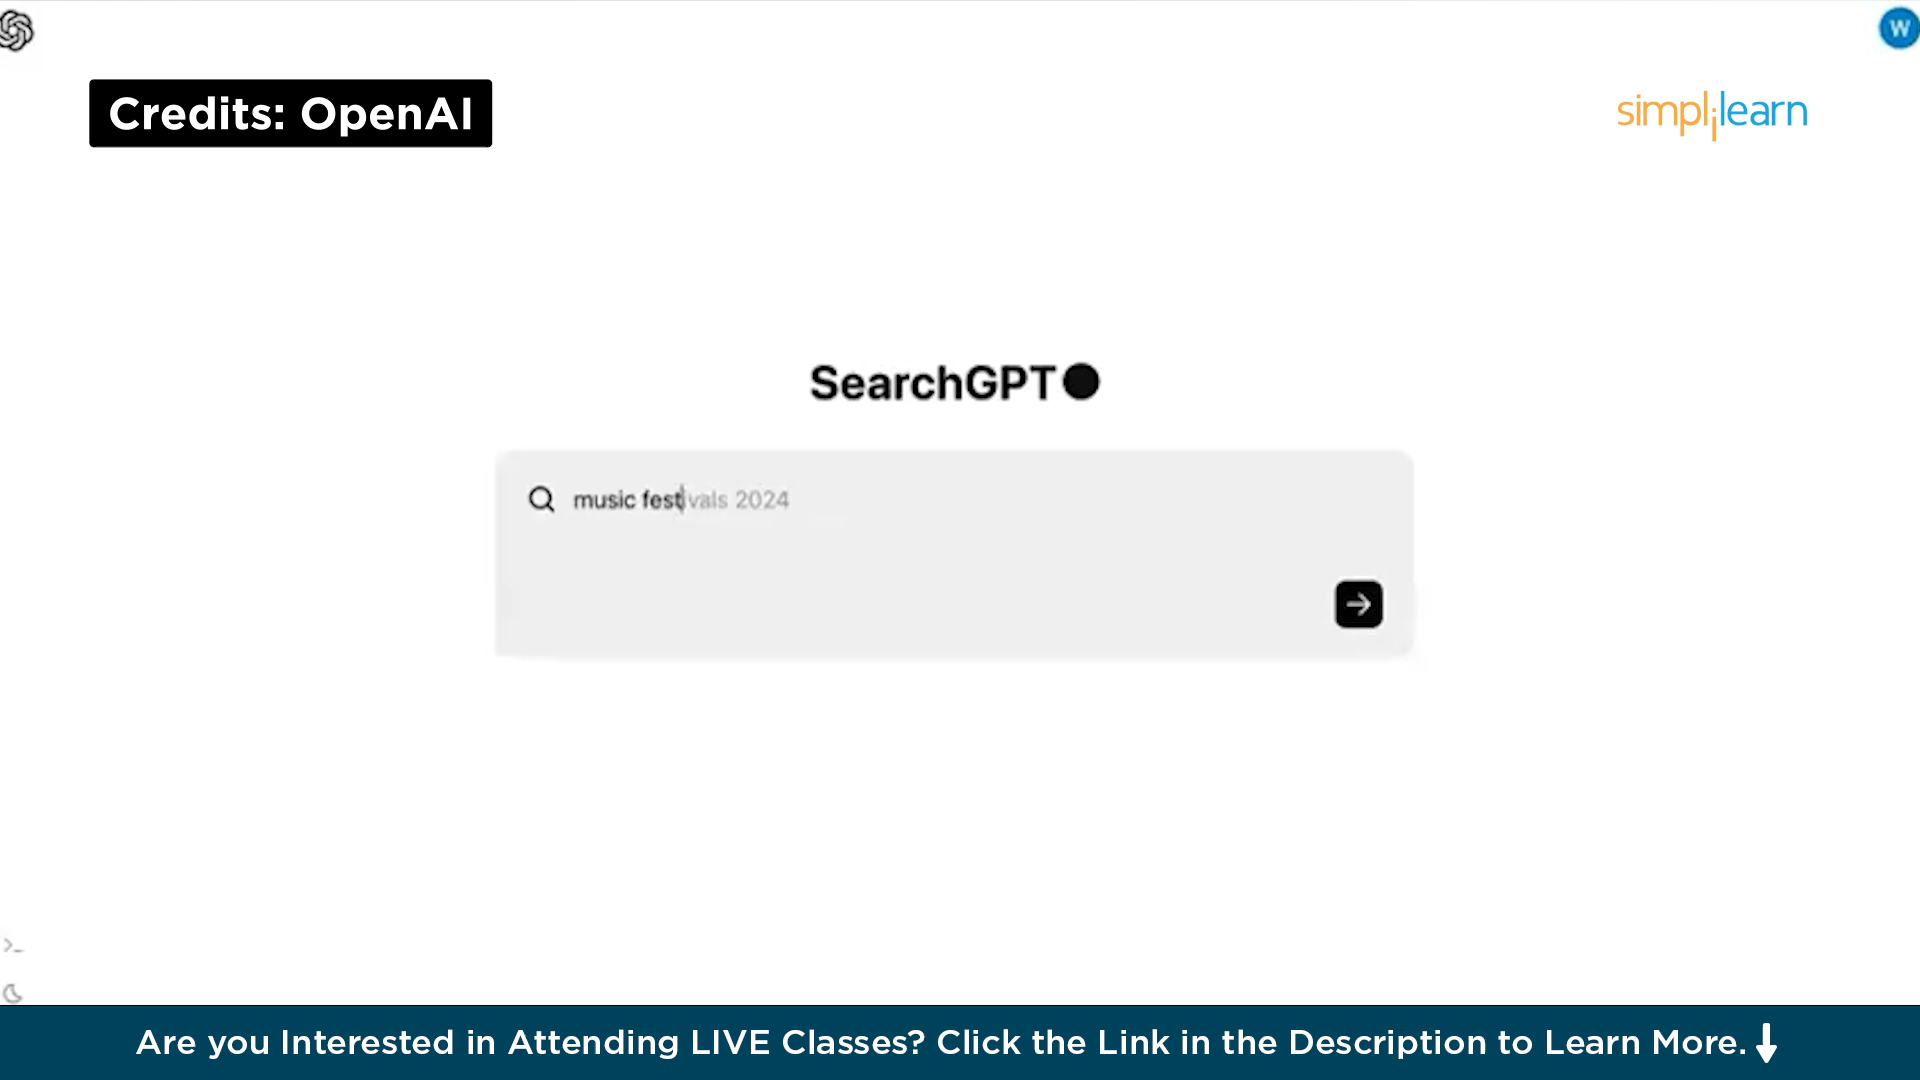 W
Credits: OpenAI
simplilearn
SearchGPT
music festivals 2024
>_
Are you Interested in Attending LIVE Classes? Click the Link in the Description to Learn More.